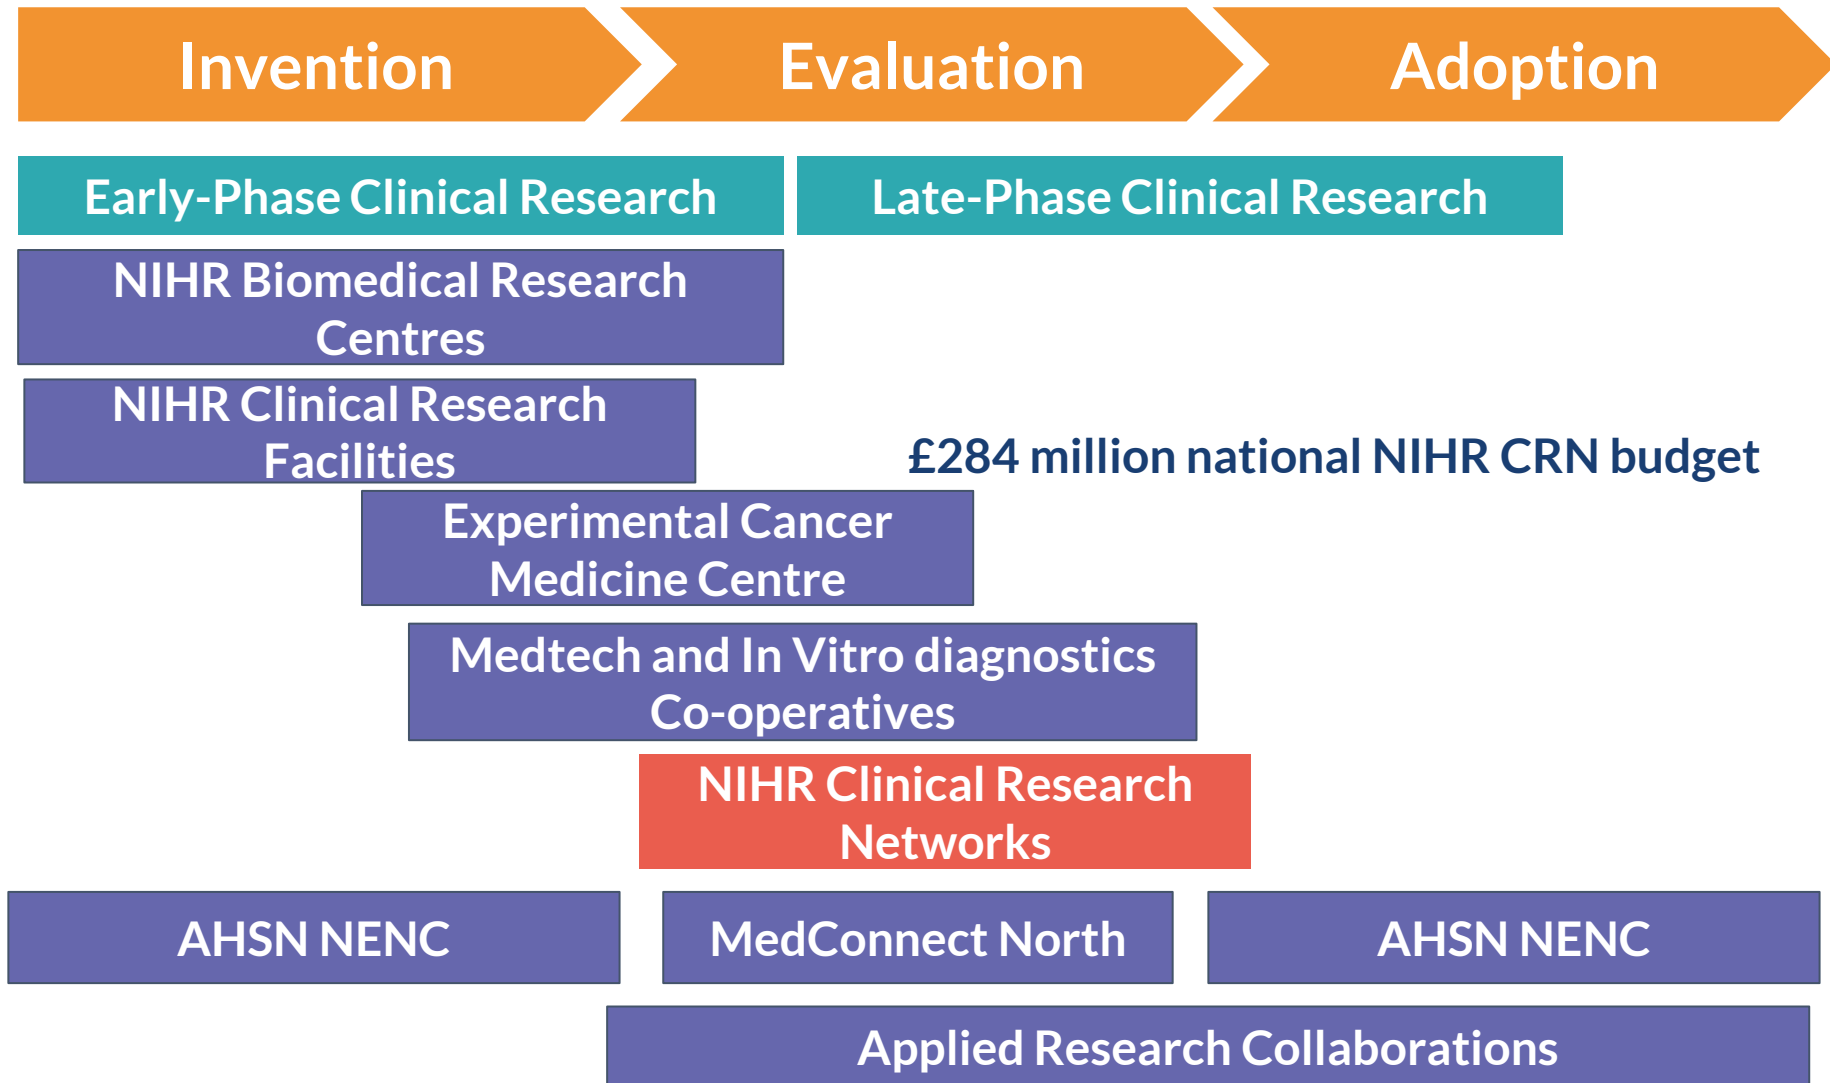 Invention
Evaluation
Adoption
Early-Phase Clinical Research
Late-Phase Clinical Research
NIHR Biomedical Research
Centres
NIHR Clinical Research
Facilities
£284 million national NIHR CRN budget
Experimental Cancer
Medicine Centre
Medtech and In Vitro diagnostics
Co-operatives
NIHR Clinical Research
Networks
AHSN NENC
MedConnect North
AHSN NENC
Applied Research Collaborations